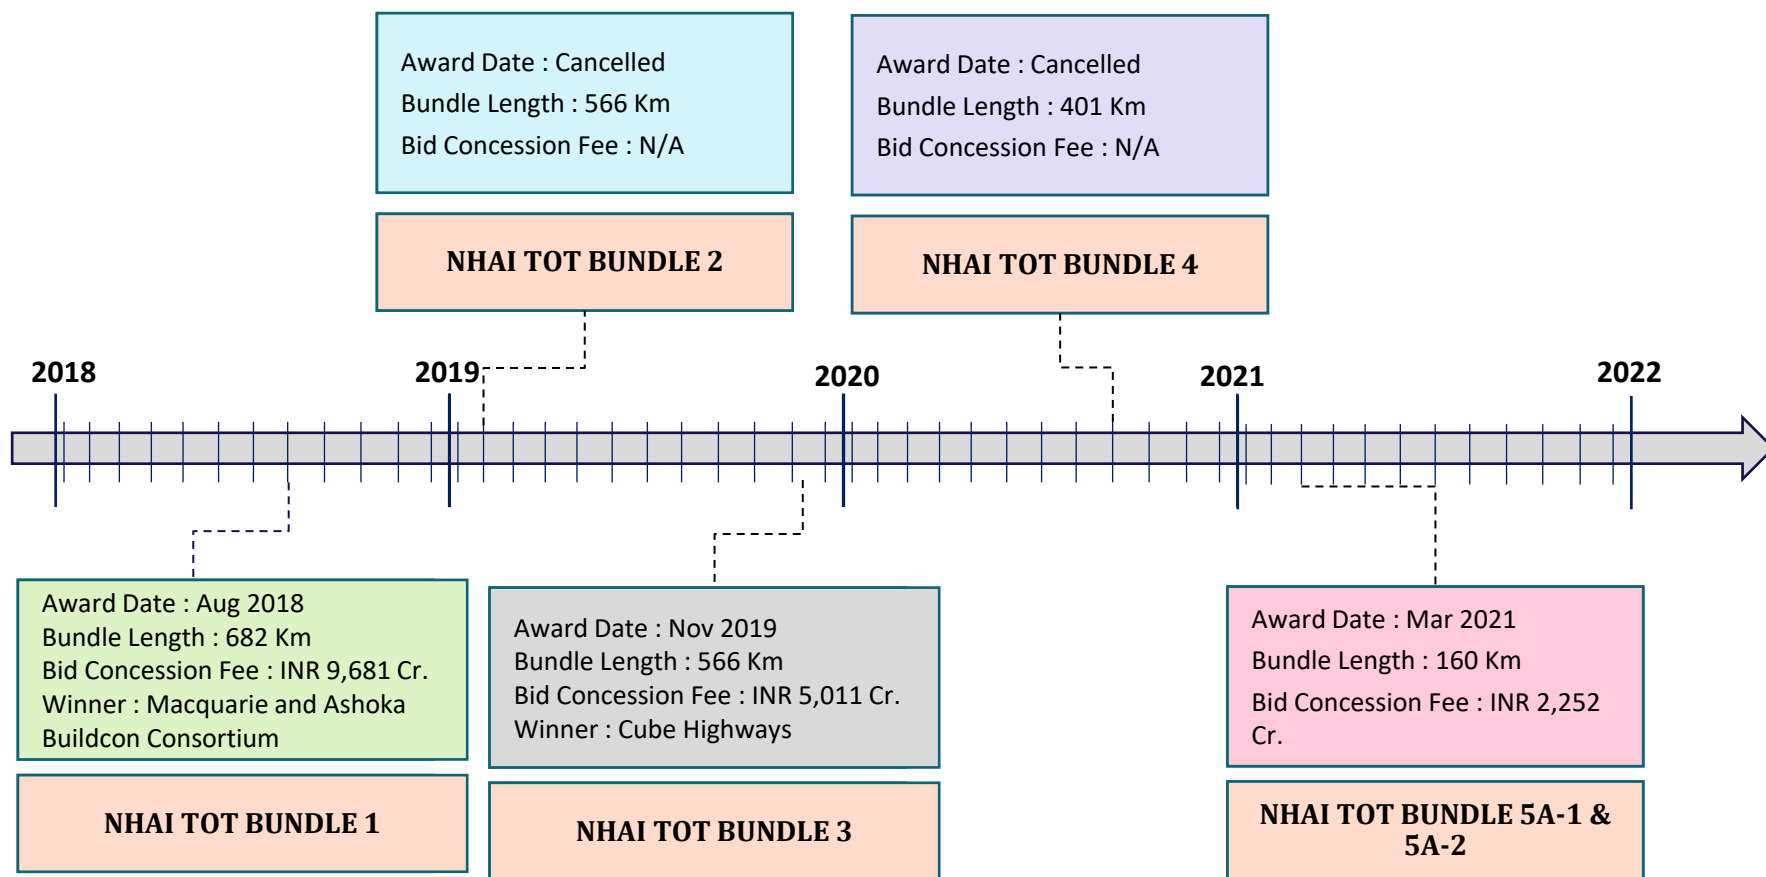 Award Date : Cancelled
Bundle Length : 566 Km
Bid Concession Fee : N/A
NHAI TOT BUNDLE 2
Award Date : Cancelled
Bundle Length : 401 Km
Bid Concession Fee : N/A
NHAI TOT BUNDLE 4
2018
2019
2020
2021
2022
Award Date : Aug 2018
Bundle Length : 682 Km
Bid Concession Fee : INR 9,681 Cr.
Winner : Macquarie and Ashoka
Buildcon Consortium
NHAI TOT BUNDLE 1
Award Date : Nov 2019
Bundle Length : 566 Km
Bid Concession Fee : INR 5,011 Cr.
Winner : Cube Highways
NHAI TOT BUNDLE 3
Award Date : Mar 2021
Bundle Length : 160 Km
Bid Concession Fee : INR 2,252
Cr.
NHAI TOT BUNDLE 5A-1 &
5A-2